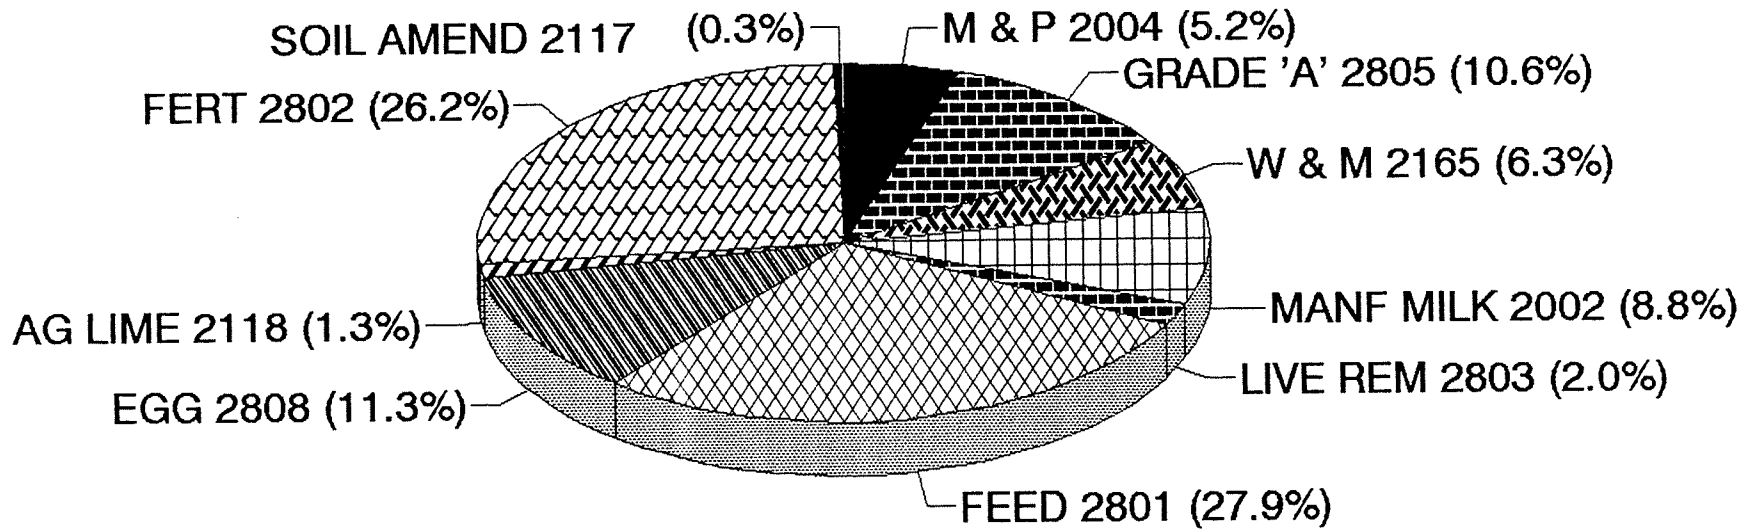 SOIL AMEND 2117 (0.3%)
M & P 2004 (5.2%)
GRADE 'A' 2805 (10.6%)
FERT 2802 (26.2%)
W & M 2165 (6.3%)
MANF MILK 2002 (8.8%)
AG LIME 2118 (1.3%)
LIVE REM 2803 (2.0%)
EGG 2808 (11.3%)
FEED 2801 (27.9%)